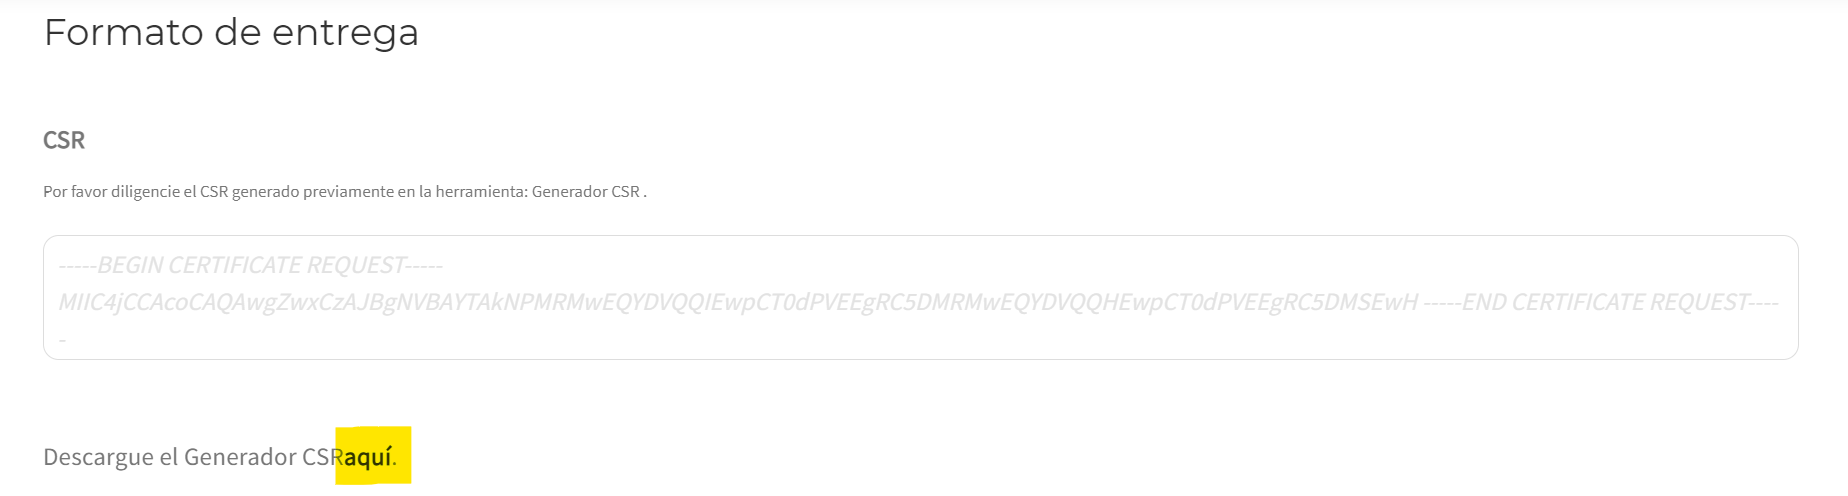 Formato de entrega
CSR
Por favor diligencie el CSR generado previamente en la herramienta: Generador CSR .
-----BEGIN CERTIFICATE REQUEST-----
MIIC4jCCAcoCAQAwgZwxCzAJBgNVBAYTAkNPMRMwEQYDVQQIEwpCT0dPVEEgRC5DMRMwEQYDVQQHEwpCT0dPVEEgRC5DMSEwH -----END CERTIFICATE REQUEST----
-
Descargue el Generador CSRaquí.